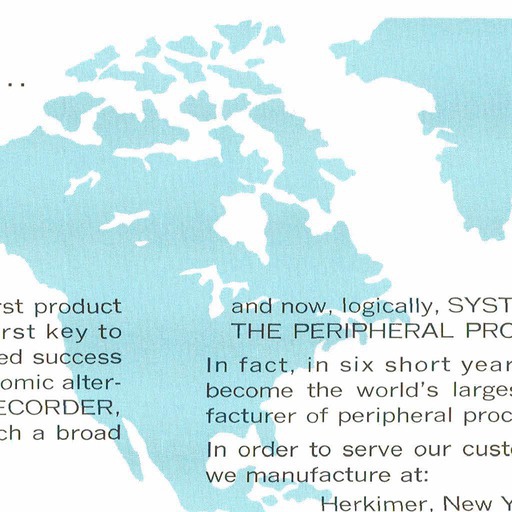 ..
rst product
rst key to
ed success
omic alter-
ECORDER,
ch a broad
and now, logically, SYST
THE PERIPHERAL PRO
In fact, in six short year
become the world's larges
facturer of peripheral proc
In order to serve our custo
we manufacture at:
Herkimer, New Y